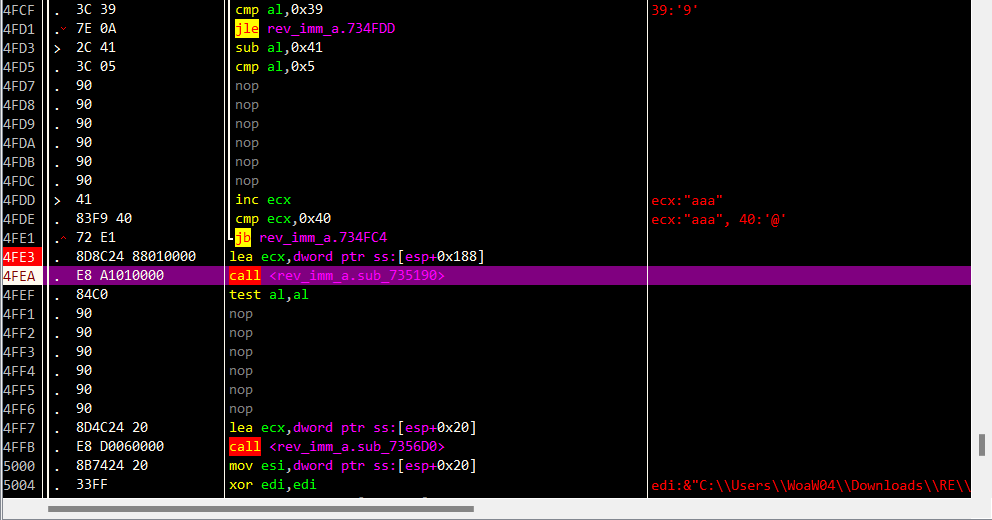 4FCF . 3C 39 cmp al,0x39 39:'9'
4FD1 . 7E 0A jle rev_imm_a.734FDD
4FD3 > 2C 41 sub al,0x41
4FD5 . 3C 05 cmp al,0x5
4FD7 . 90 nop
4FD8 . 90 nop
4FD9 . 90 nop
4FDA . 90 nop
4FDB . 90 nop
4FDC . 90 nop
4FDD > 41 inc ecx ecx:"aaa"
4FDE . 83F9 40 cmp ecx,0x40 ecx:"aaa", 40:'@'
4FE1 . 72 E1 jb rev_imm_a.734FC4
4FE3 . 8D8C24 88010000 lea ecx,dword ptr ss:[esp+0x188]
4FEA . E8 A1010000 call <rev_imm_a.sub_735190>
4FEF . 84C0 test al,al
4FF1 . 90 nop
4FF2 . 90 nop
4FF3 . 90 nop
4FF4 . 90 nop
4FF5 . 90 nop
4FF6 . 90 nop
4FF7 . 8D4C24 20 lea ecx,dword ptr ss:[esp+0x20]
4FFB . E8 D0060000 call <rev_imm_a.sub_7356D0>
5000 . 8B7424 20 mov esi,dword ptr ss:[esp+0x20]
5004 . 33FF xor edi,edi edi:&"C:\\Users\\WoaW04\\Downloads\\RE\\